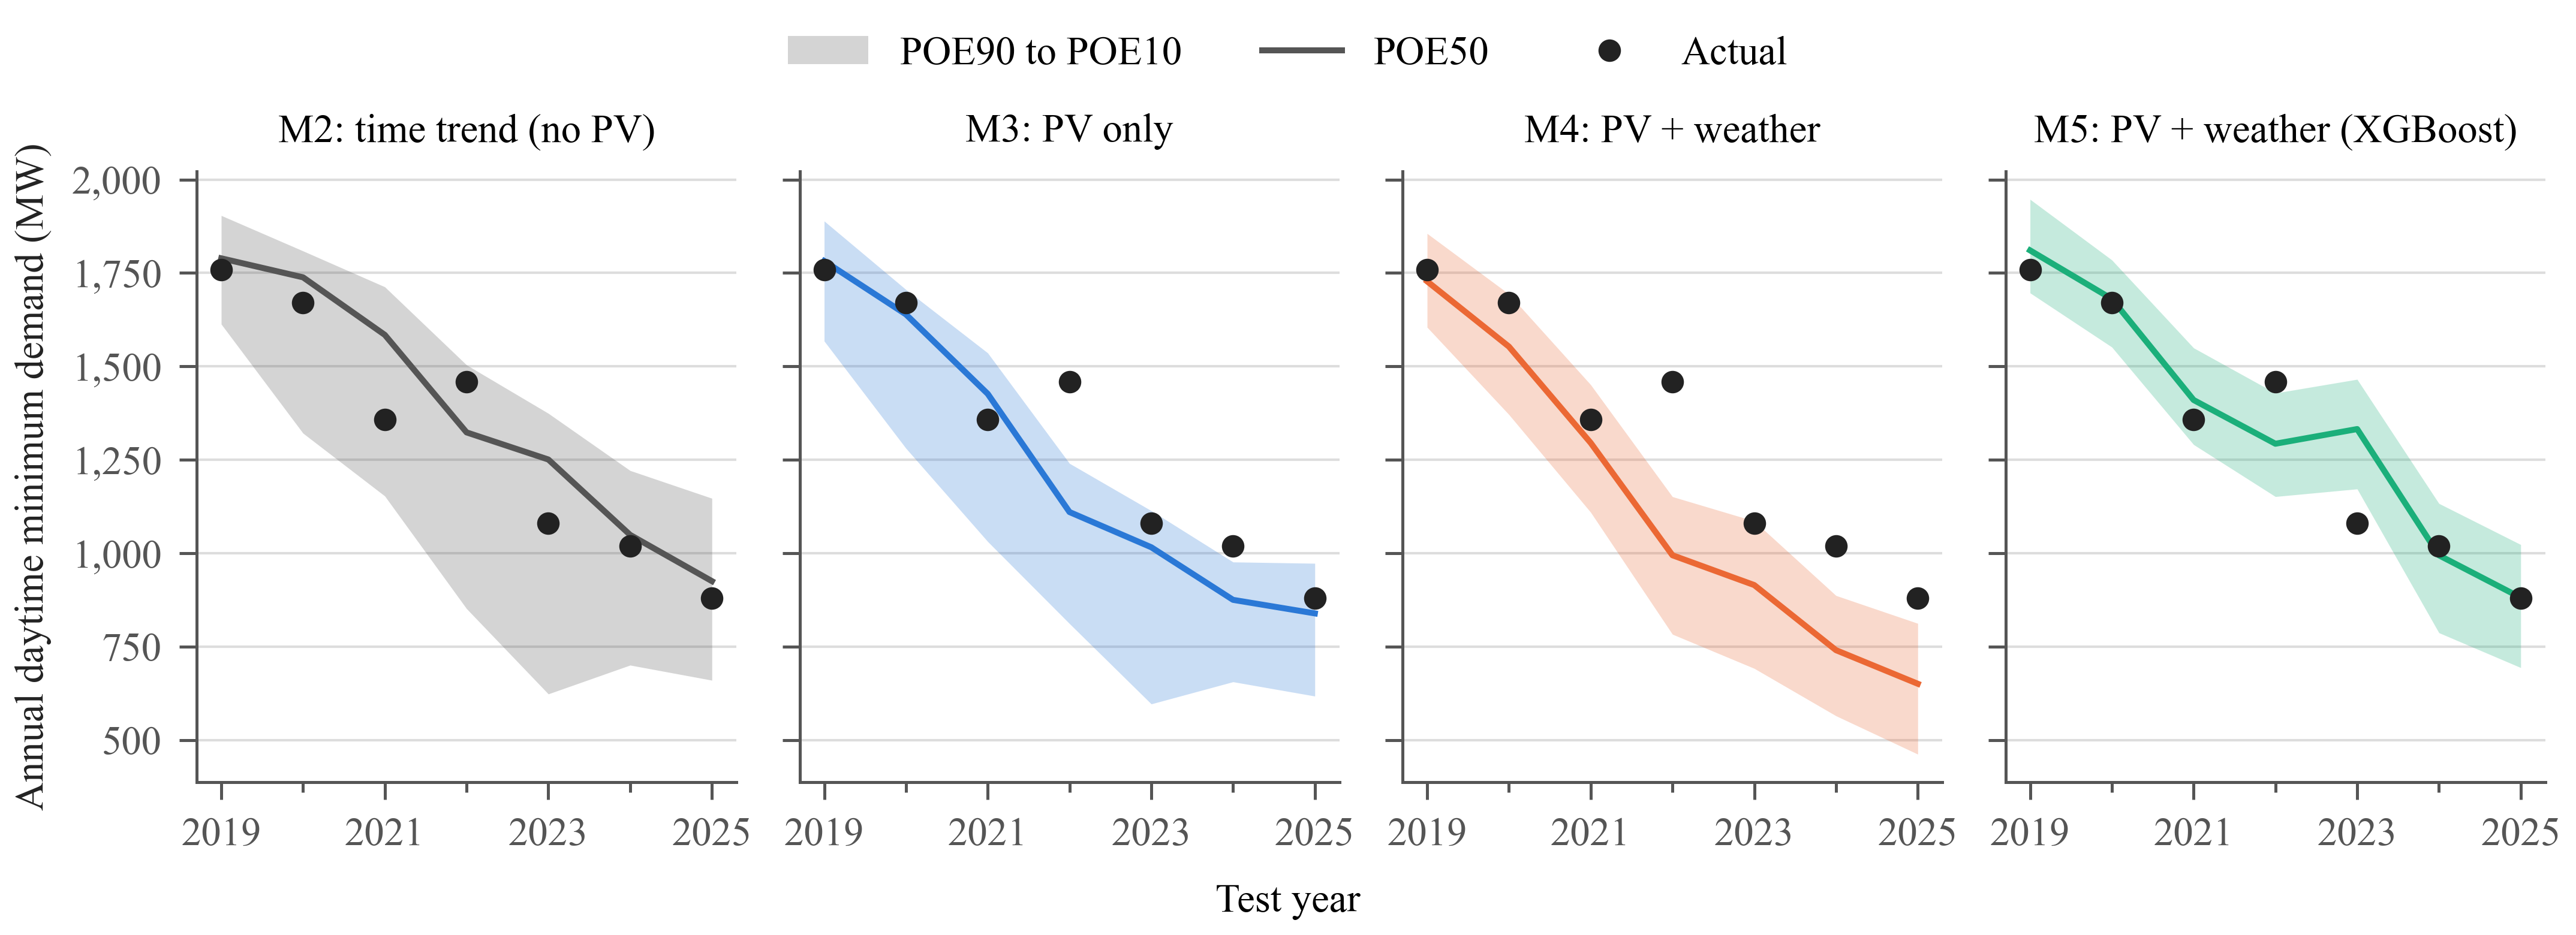 POE90 to POE10 POE50 Actual
M2: time trend (no PV) M3: PV only M4: PV + weather M5: PV + weather (XGBoost)
Annual daytime minimum demand (MW)
2,000
1,750
1,500
1,250
1,000
750
500
2019 2021 2023 2025 2019 2021 2023 2025 2019 2021 2023 2025 2019 2021 2023 2025
Test year